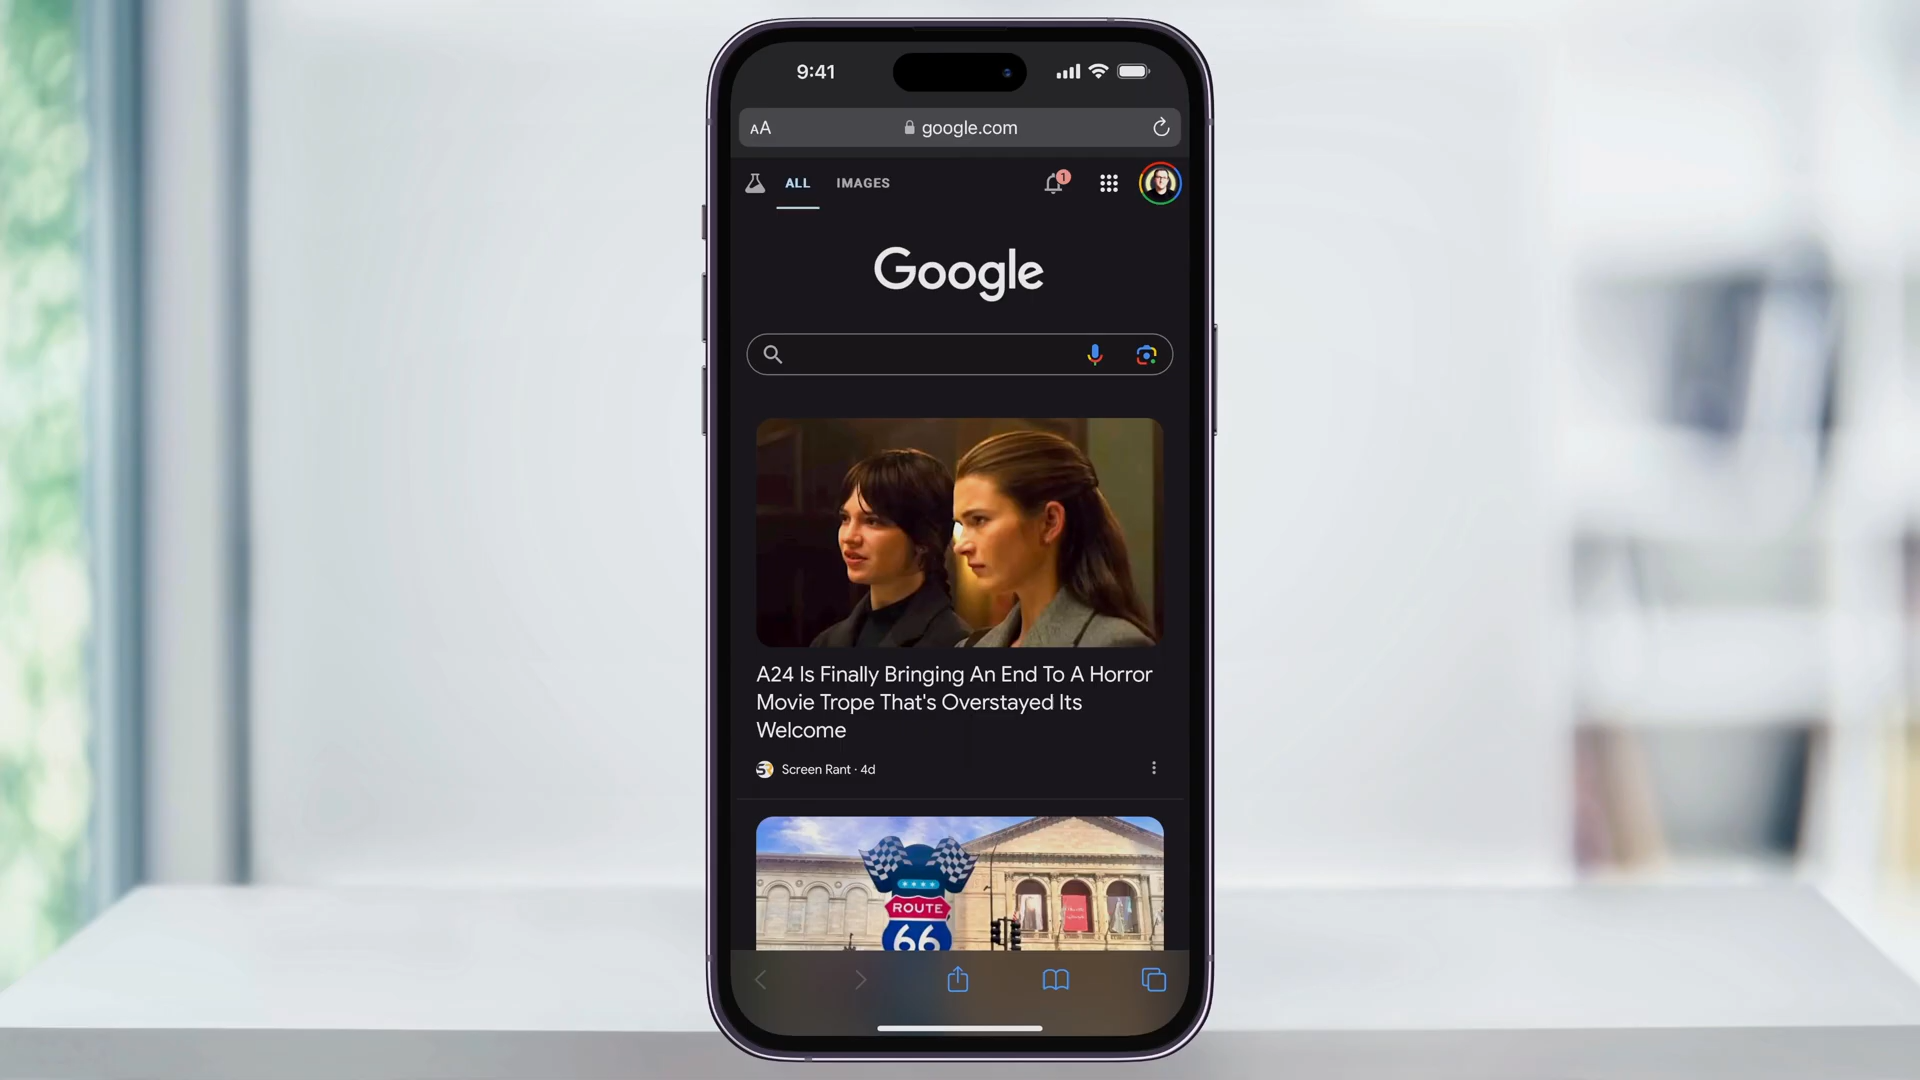 9:41
AA google.com
ALL IMAGES 1
Google
A24 Is Finally Bringing An End To A Horror
Movie Trope That's Overstayed Its
Welcome
Screen Rant · 4d
ROUTE
66